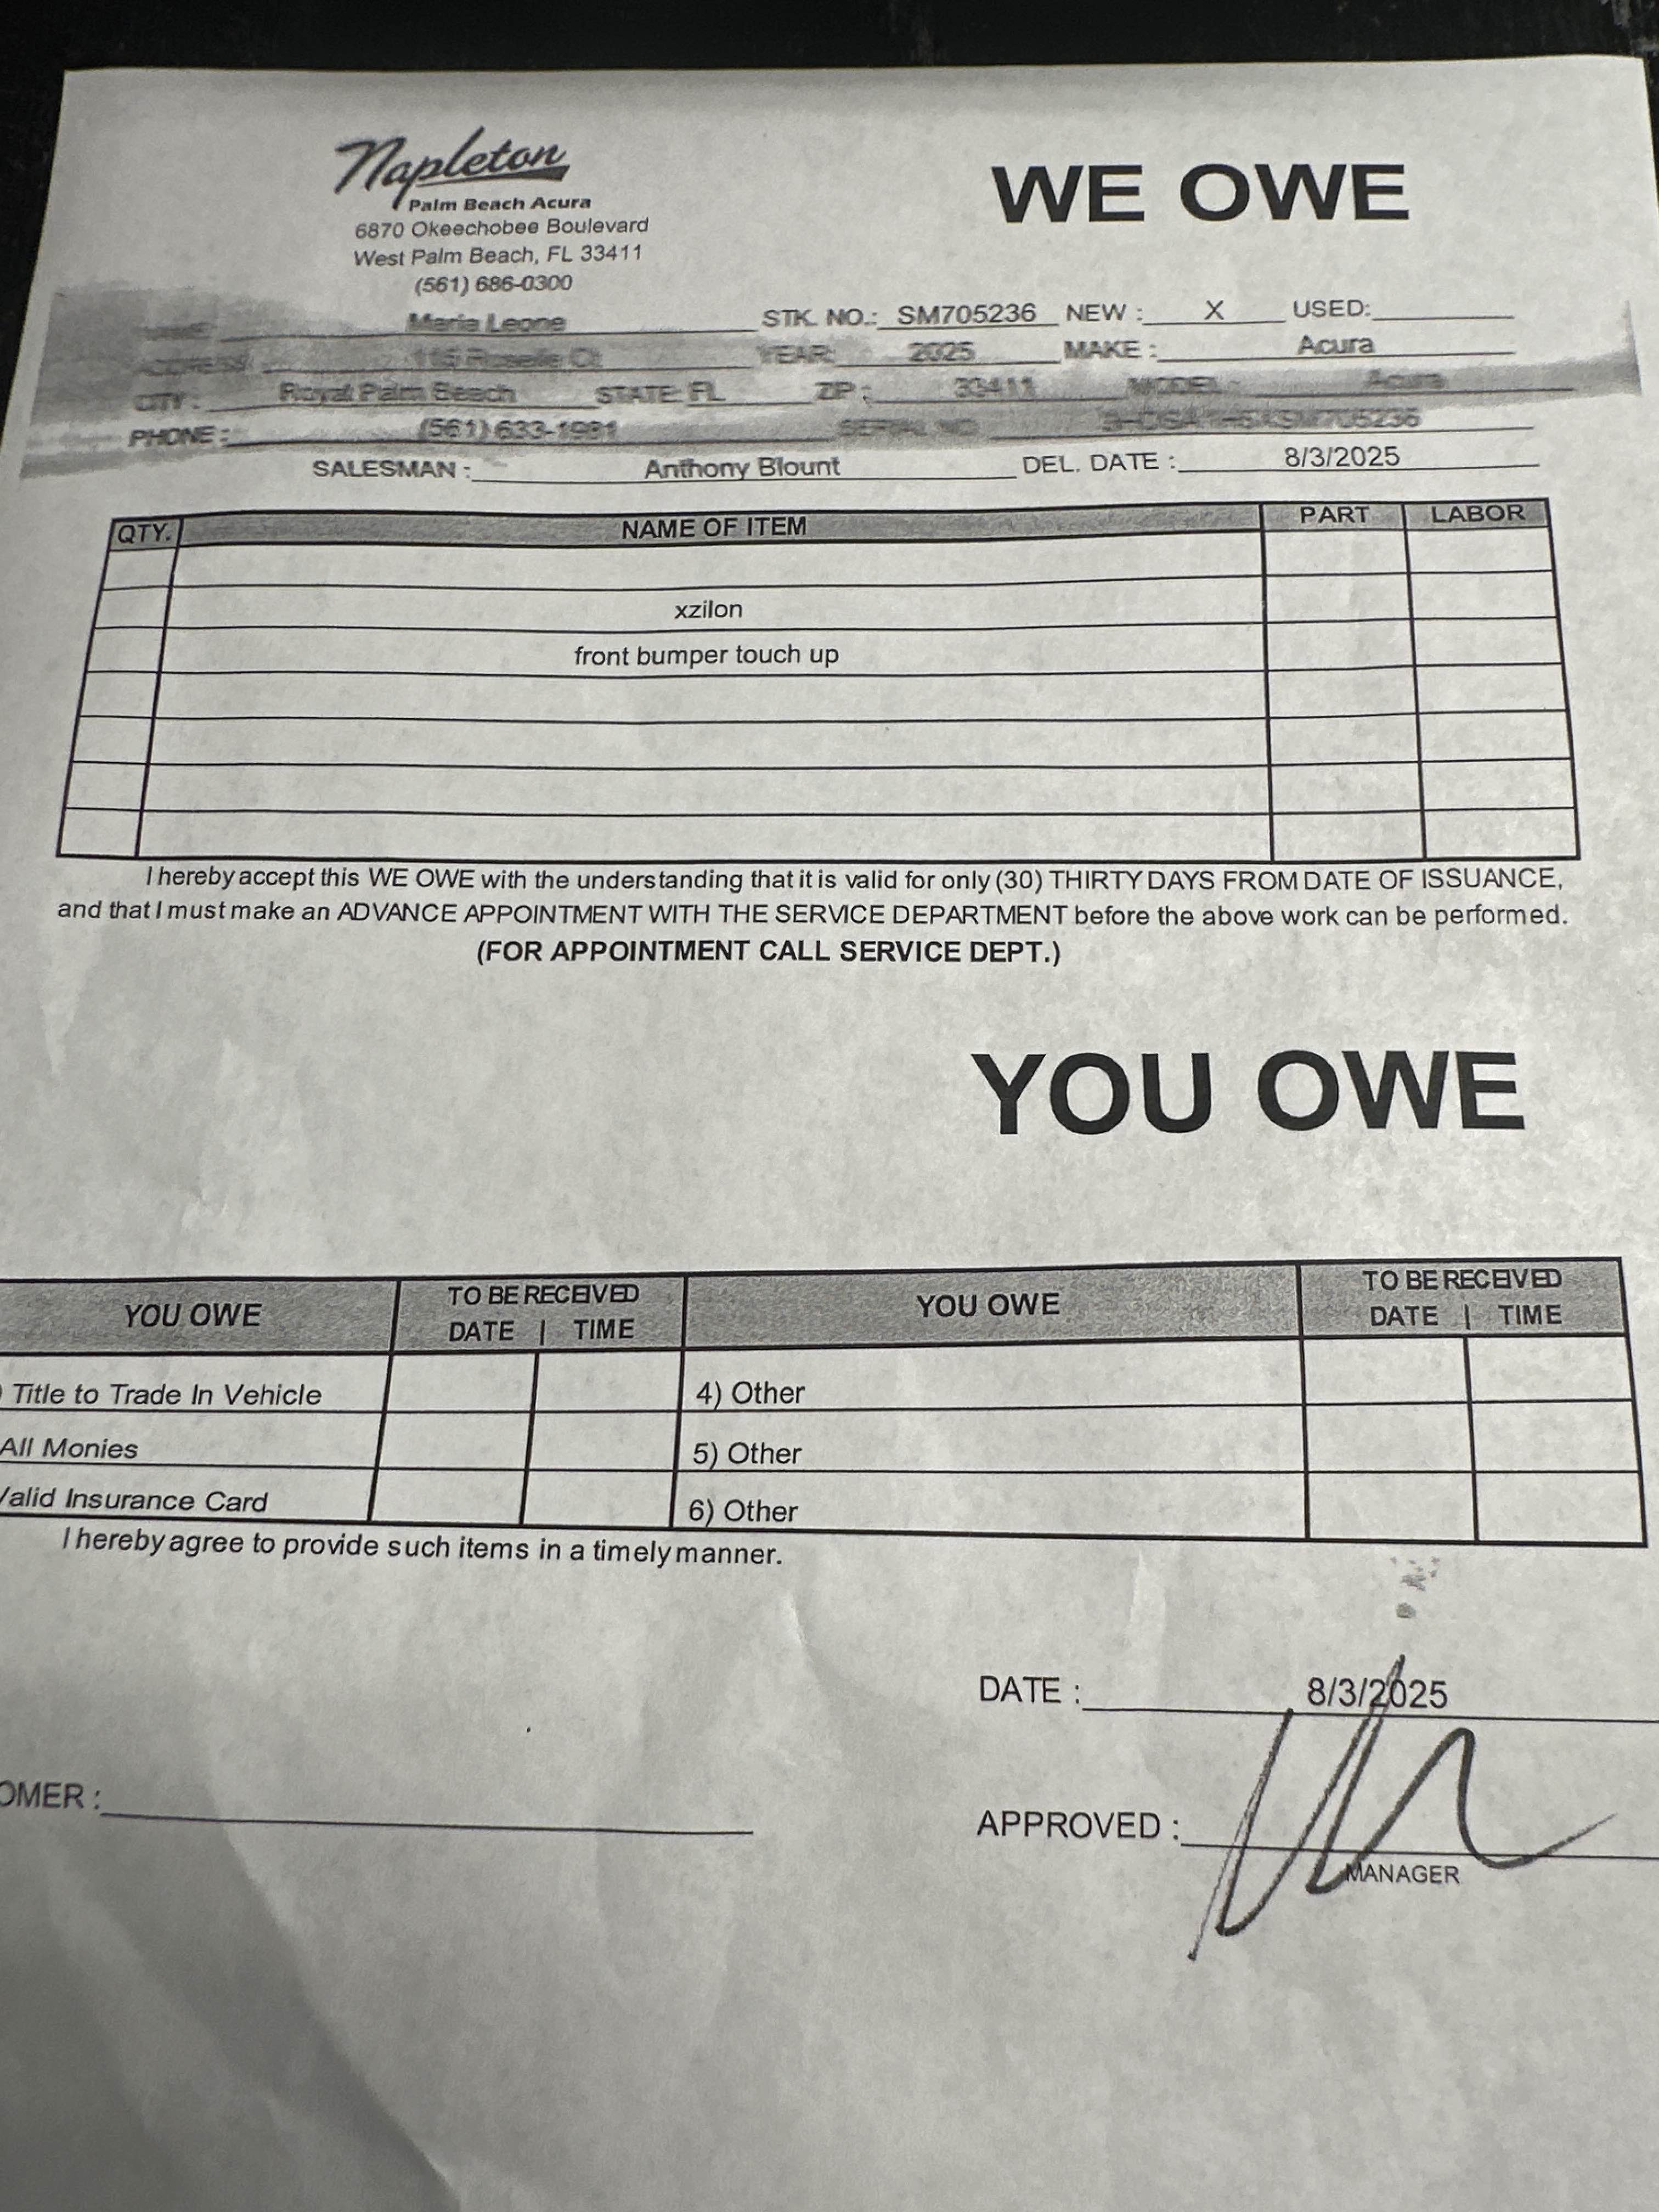 Napleton
Palm Beach Acura
6870 Okeechobee Boulevard
West Palm Beach, FL 33411
(561) 686-0300
WE OWE
STK. NO.: SM705236 NEW : X USED:
YEAR: 2025 MAKE : Acura
CITY : Royal Palm Beach STATE: FL ZIP : 33411 MODEL: Acura
PHONE :
SALESMAN : Anthony Blount DEL. DATE : 8/3/2025
QTY. NAME OF ITEM PART LABOR
xzilon
front bumper touch up
I hereby accept this WE OWE with the understanding that it is valid for only (30) THIRTY DAYS FROM DATE OF ISSUANCE,
and that I must make an ADVANCE APPOINTMENT WITH THE SERVICE DEPARTMENT before the above work can be performed.
(FOR APPOINTMENT CALL SERVICE DEPT.)
YOU OWE
YOU OWE TO BE RECEIVED YOU OWE TO BE RECEIVED
DATE | TIME DATE | TIME
) Title to Trade In Vehicle 4) Other
All Monies 5) Other
Valid Insurance Card 6) Other
I hereby agree to provide such items in a timely manner.
DATE : 8/3/2025
OMER :
APPROVED :
MANAGER